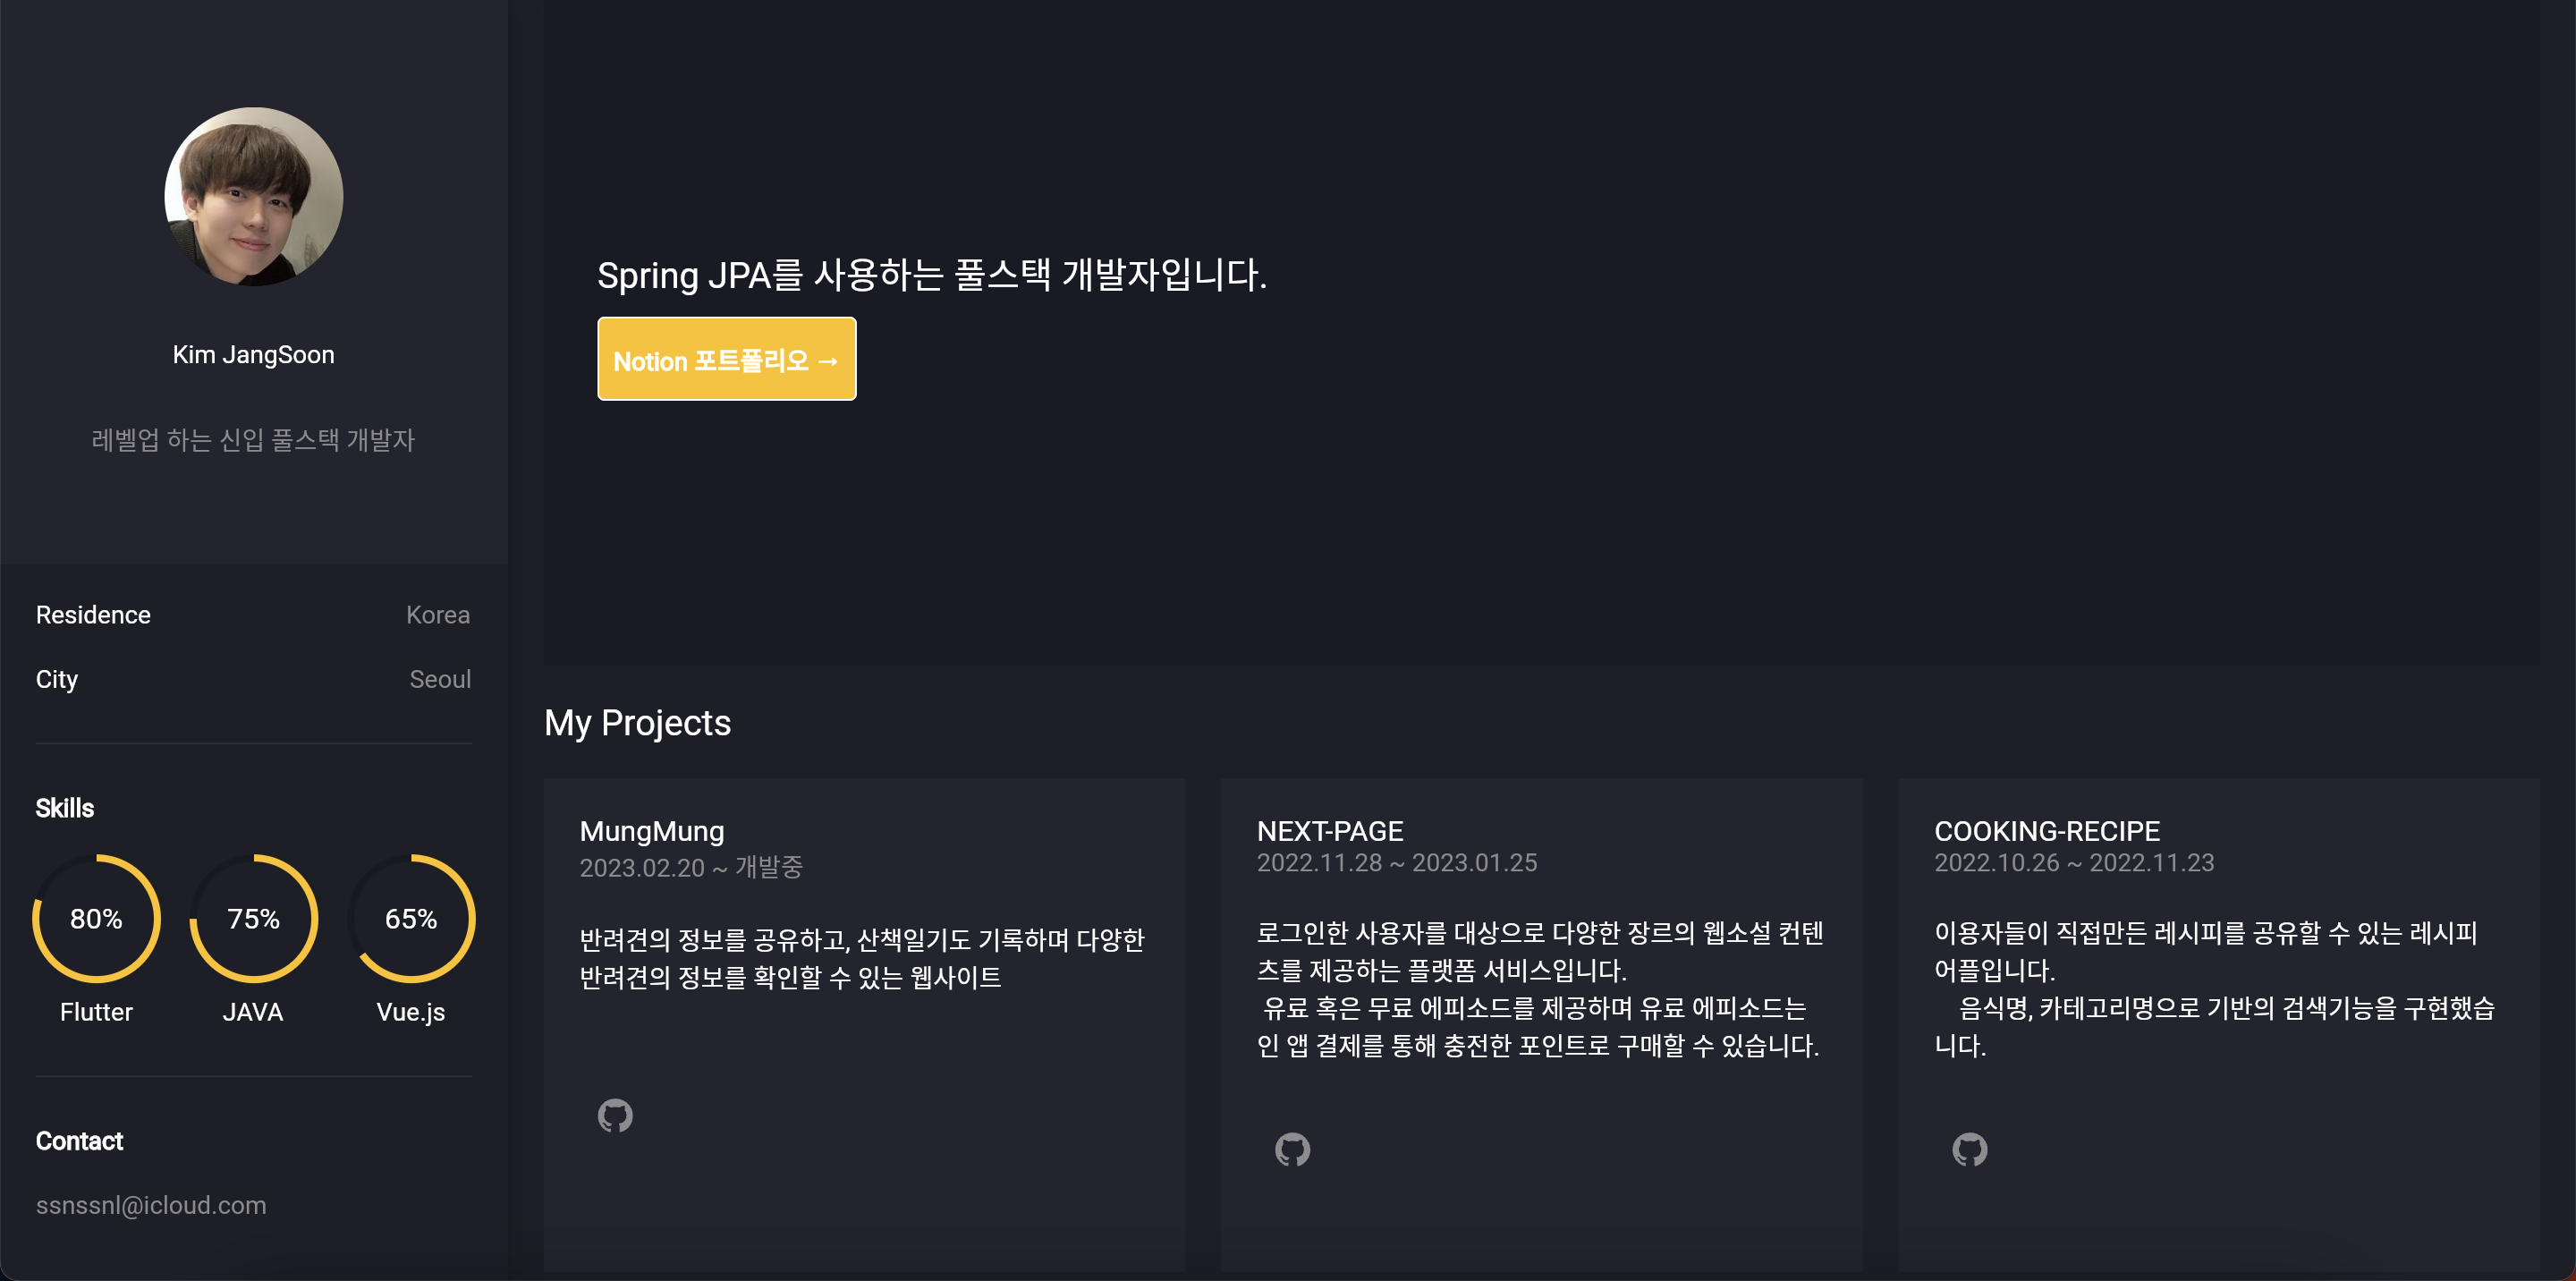 Kim JangSoon
레벨업 하는 신입 풀스택 개발자
Residence Korea
City Seoul
Skills
80% 75% 65%
Flutter JAVA Vue.js
Contact
ssnssnl@icloud.com
Spring JPA를 사용하는 풀스택 개발자입니다.
Notion 포트폴리오 →
My Projects
MungMung
2023.02.20 ~ 개발중
반려견의 정보를 공유하고, 산책일기도 기록하며 다양한
반려견의 정보를 확인할 수 있는 웹사이트
NEXT-PAGE
2022.11.28 ~ 2023.01.25
로그인한 사용자를 대상으로 다양한 장르의 웹소설 컨텐
츠를 제공하는 플랫폼 서비스입니다.
유료 혹은 무료 에피소드를 제공하며 유료 에피소드는
인 앱 결제를 통해 충전한 포인트로 구매할 수 있습니다.
COOKING-RECIPE
2022.10.26 ~ 2022.11.23
이용자들이 직접만든 레시피를 공유할 수 있는 레시피
어플입니다.
음식명, 카테고리명으로 기반의 검색기능을 구현했습
니다.